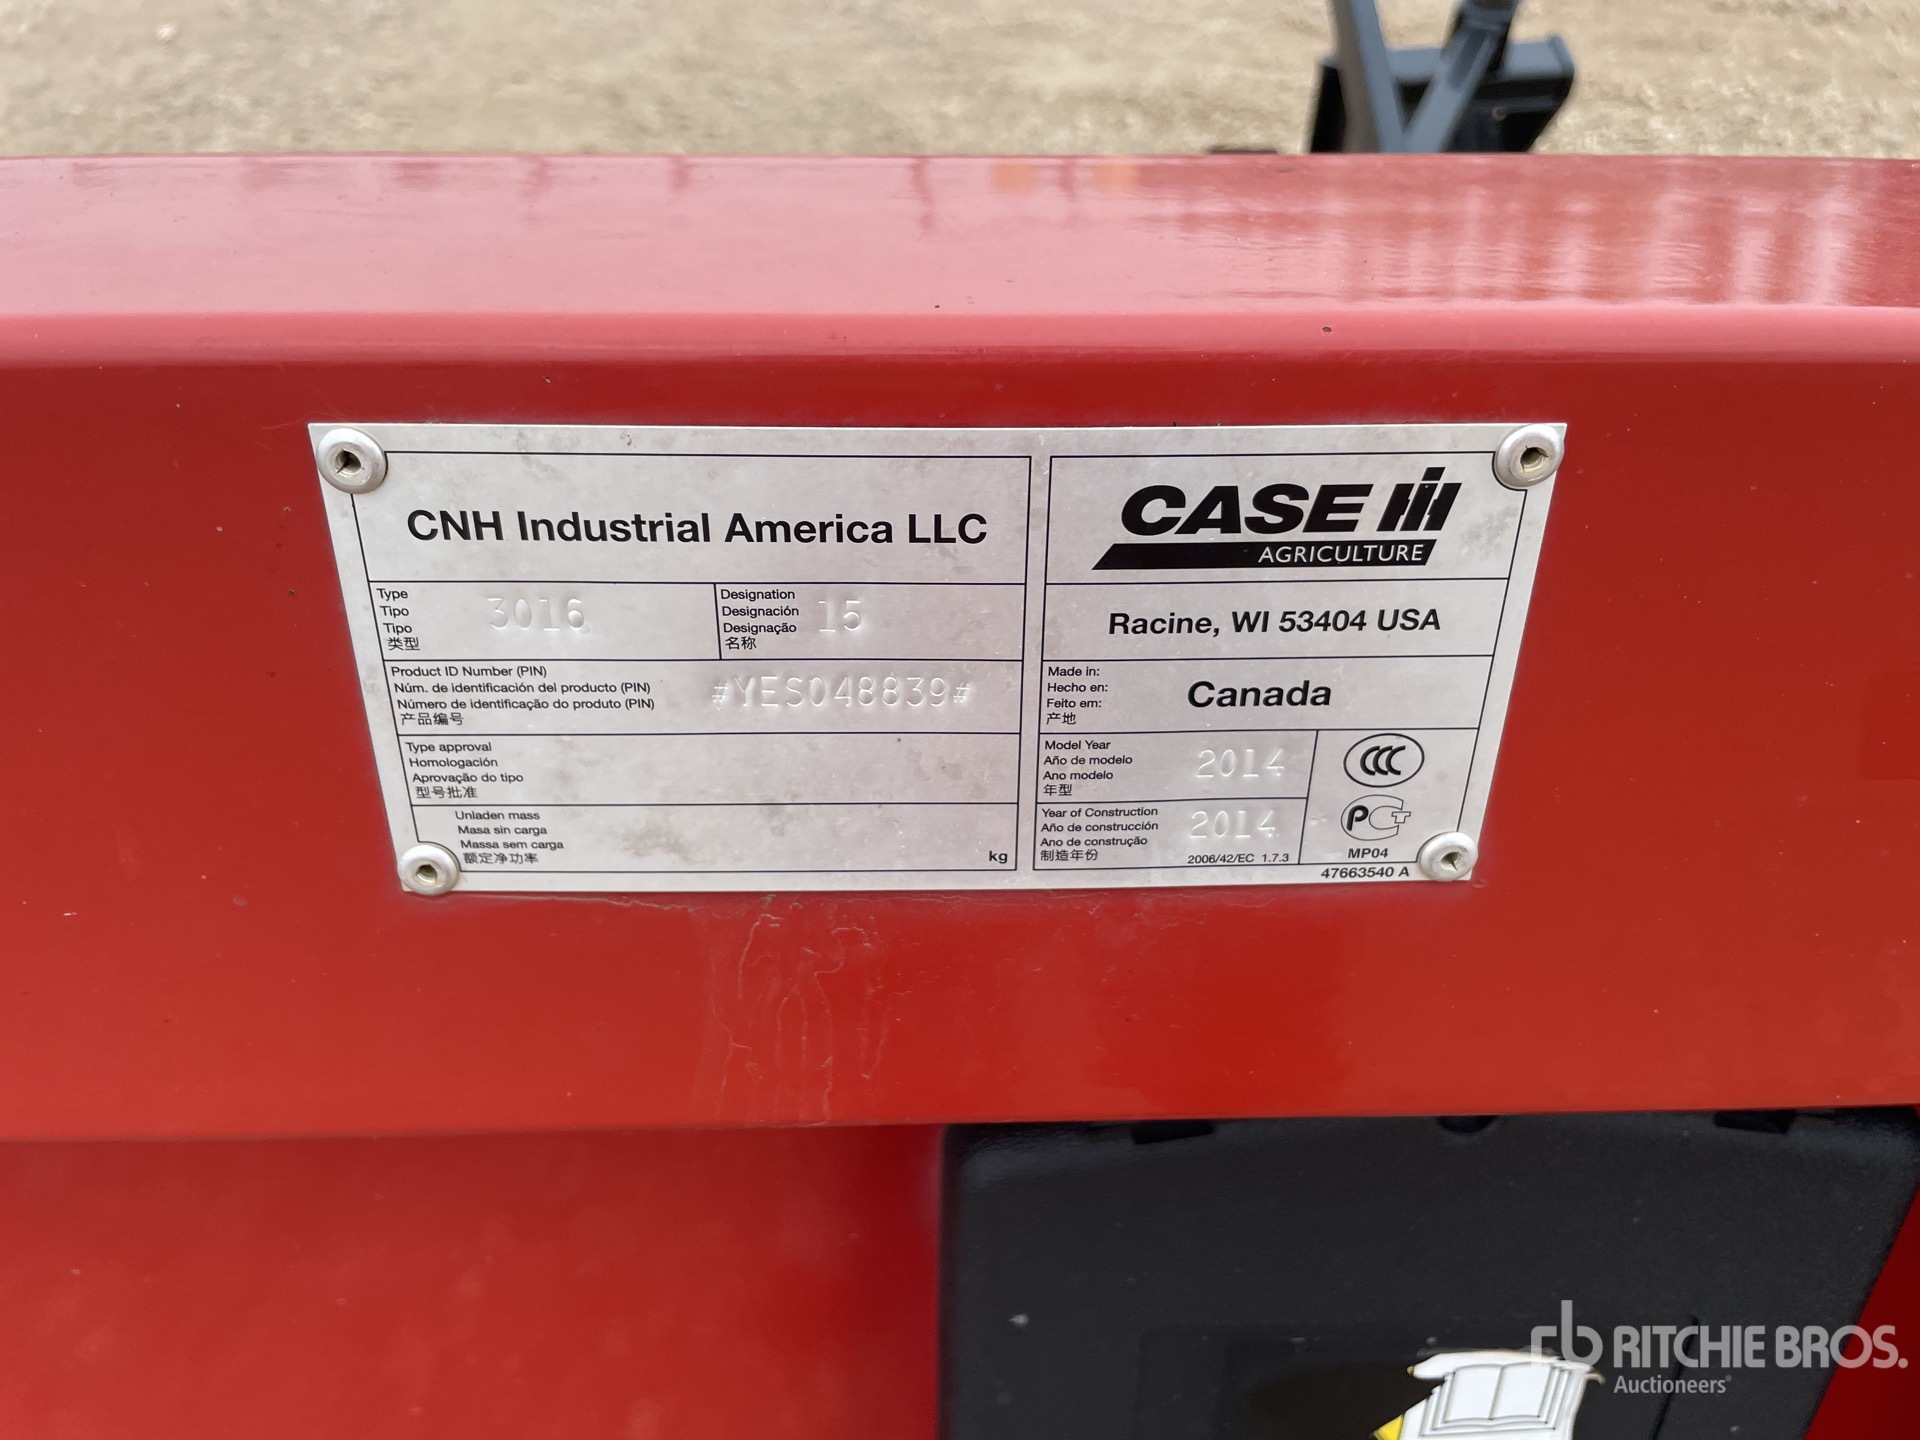 CNH Industrial America LLC
Type
Tipo
Tipo
类型
3016
Designation
Designación
Designação
名称
15
Product ID Number (PIN)
Núm. de identificación del producto (PIN)
Número de identificação do produto (PIN)
产品编号
#YES048839#
Type approval
Homologación
Aprovação do tipo
型号批准
Unladen mass
Masa sin carga
Massa sem carga
额定净功率
kg
CASE IH
AGRICULTURE
Racine, WI 53404 USA
Made in:
Hecho en:
Feito em:
产地
Canada
Model Year
Año de modelo
Ano modelo
年型
2014
Year of Construction
Año de construcción
Ano de construção
制造年份
2014
2006/42/EC 1.7.3
CCC
PCT
MP04
47663540 A
rb RITCHIE BROS.
Auctioneers